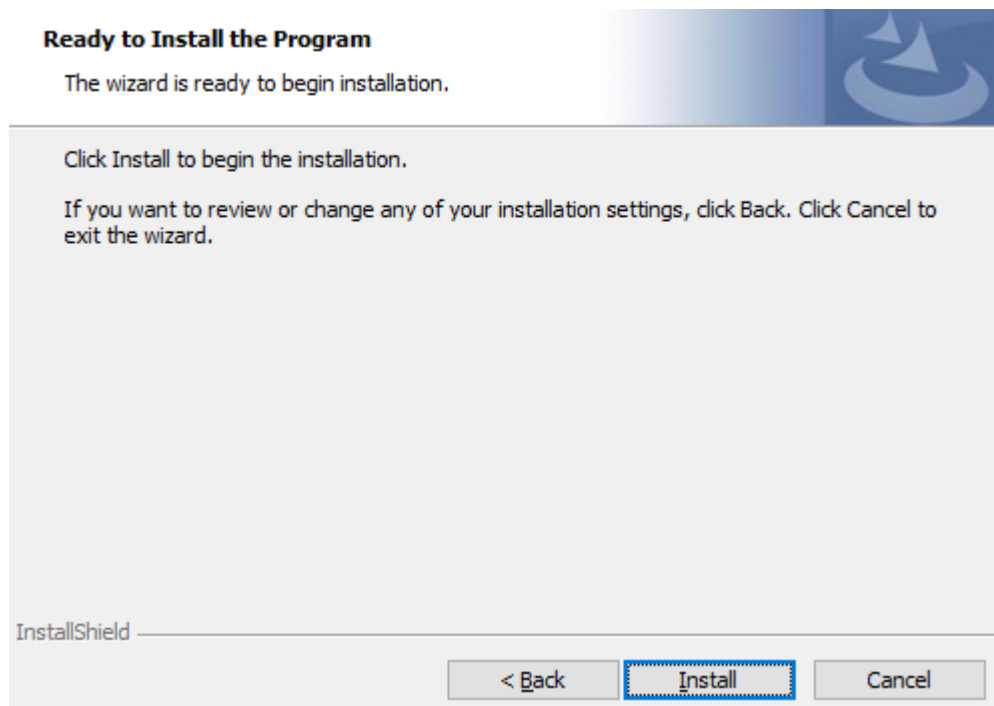 Ready to Install the Program
The wizard is ready to begin installation.
Click Install to begin the installation.
If you want to review or change any of your installation settings, click Back. Click Cancel to
exit the wizard.
InstallShield
< Back
Install
Cancel